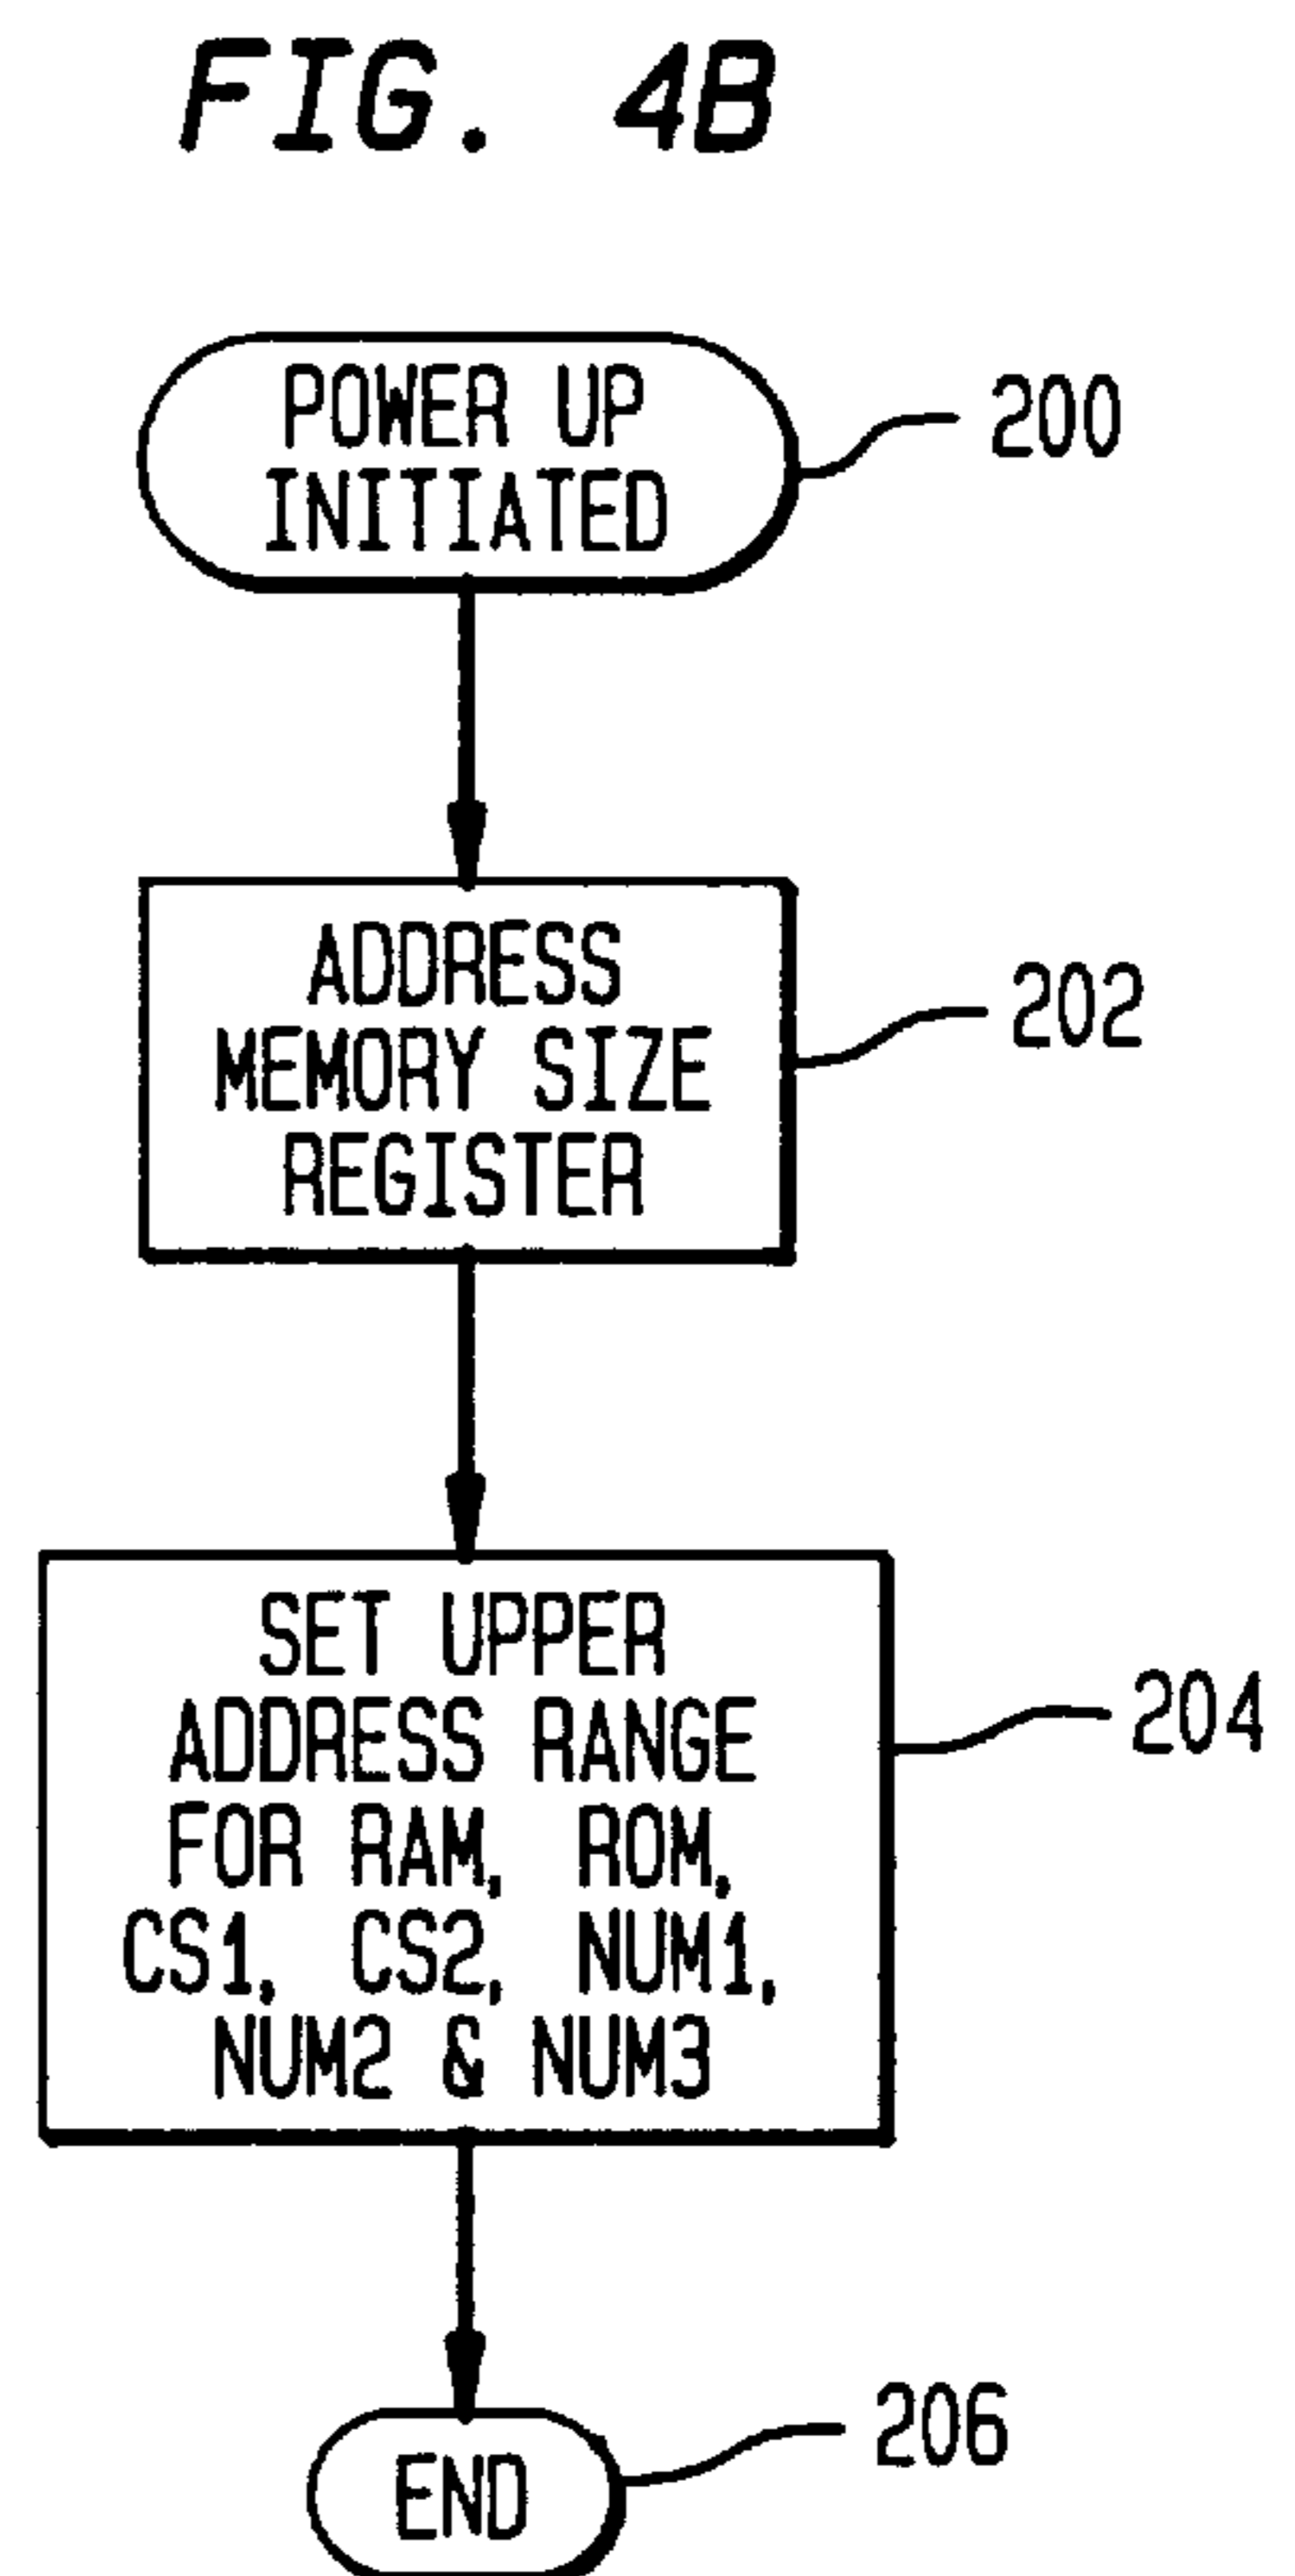 FIG. 4B
POWER UP
INITIATED
200
ADDRESS
MEMORY SIZE
REGISTER
202
SET UPPER
ADDRESS RANGE
FOR RAM, ROM,
CS1, CS2, NUM1,
NUM2 & NUM3
204
END
206